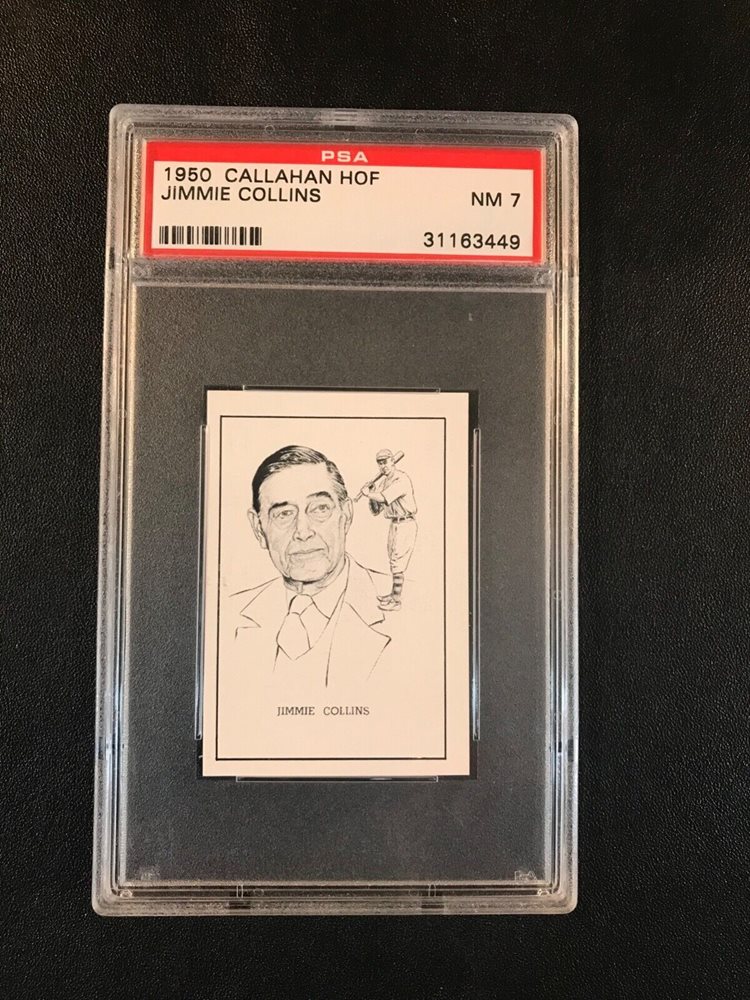 PSA
1950 CALLAHAN HOF
JIMMIE COLLINS
NM 7
31163449
JIMMIE COLLINS